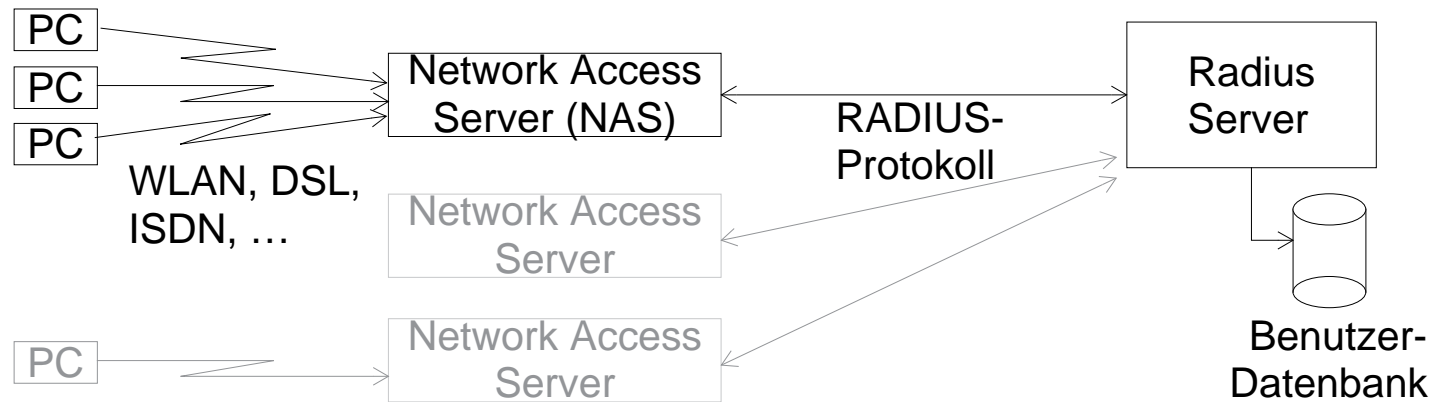 PC
PC
PC
WLAN, DSL,
ISDN, …
Network Access
Server (NAS)
RADIUS-
Protokoll
Radius
Server
Network Access
Server
PC
Network Access
Server
Benutzer-
Datenbank